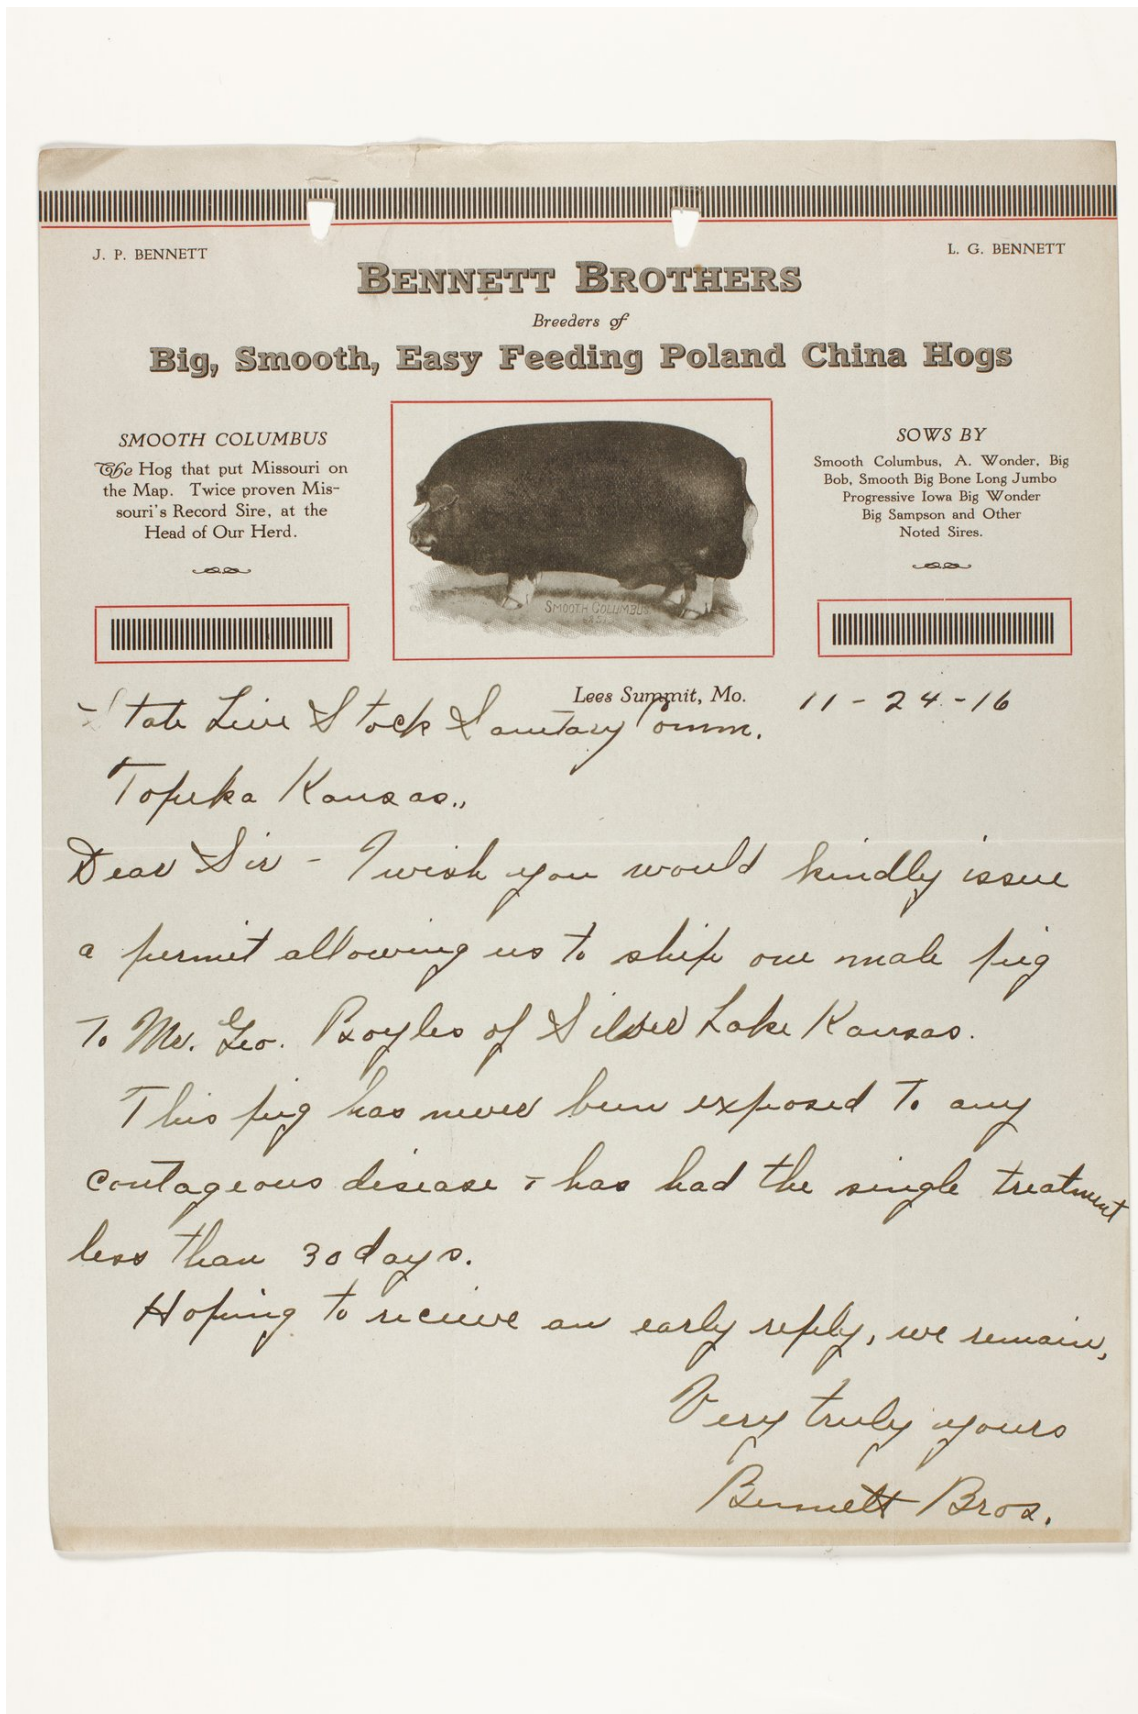 J. P. BENNETT
L. G. BENNETT
BENNETT BROTHERS
Breeders of
Big, Smooth, Easy Feeding Poland China Hogs
SMOOTH COLUMBUS
The Hog that put Missouri on
the Map. Twice proven Mis-
souri's Record Sire, at the
Head of Our Herd.
SMOOTH COLUMBUS
SOWS BY
Smooth Columbus, A. Wonder, Big
Bob, Smooth Big Bone Long Jumbo
Progressive Iowa Big Wonder
Big Sampson and Other
Noted Sires.
Lees Summit, Mo. 11-24-16
State Live Stock Sanitary Comm.
Topeka Kansas.,
Dear Sir - I wish you would kindly issue
a permit allowing us to ship one male pig
To Mr. Geo. Boyles of Silver Lake Kansas.
This pig has never been exposed To any
contageous disease + has had the single treatment
less than 30 days.
Hoping to recieve an early reply, we remain,
Very truly yours
Bennett Bros.